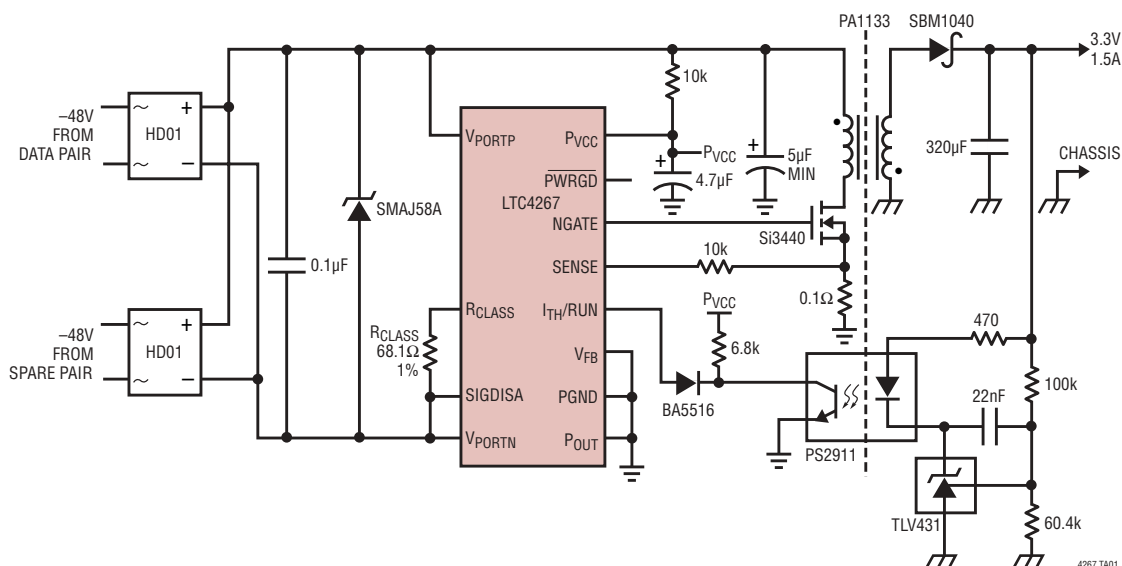 PA1133
SBM1040
3.3V
1.5A
10k
–48V
FROM
DATA PAIR
~
+
HD01
~
–
VPORTP
PVCC
PVCC
+
4.7µF
+
5µF
MIN
320µF
CHASSIS
PWRGD
LTC4267
SMAJ58A
NGATE
Si3440
0.1µF
SENSE
10k
0.1Ω
–48V
FROM
SPARE PAIR
~
+
HD01
~
–
RCLASS
68.1Ω
1%
RCLASS
ITH/RUN
PVCC
6.8k
470
VFB
BA5516
100k
22nF
SIGDISA
PGND
PS2911
VPORTN
POUT
TLV431
60.4k
4267 TA01